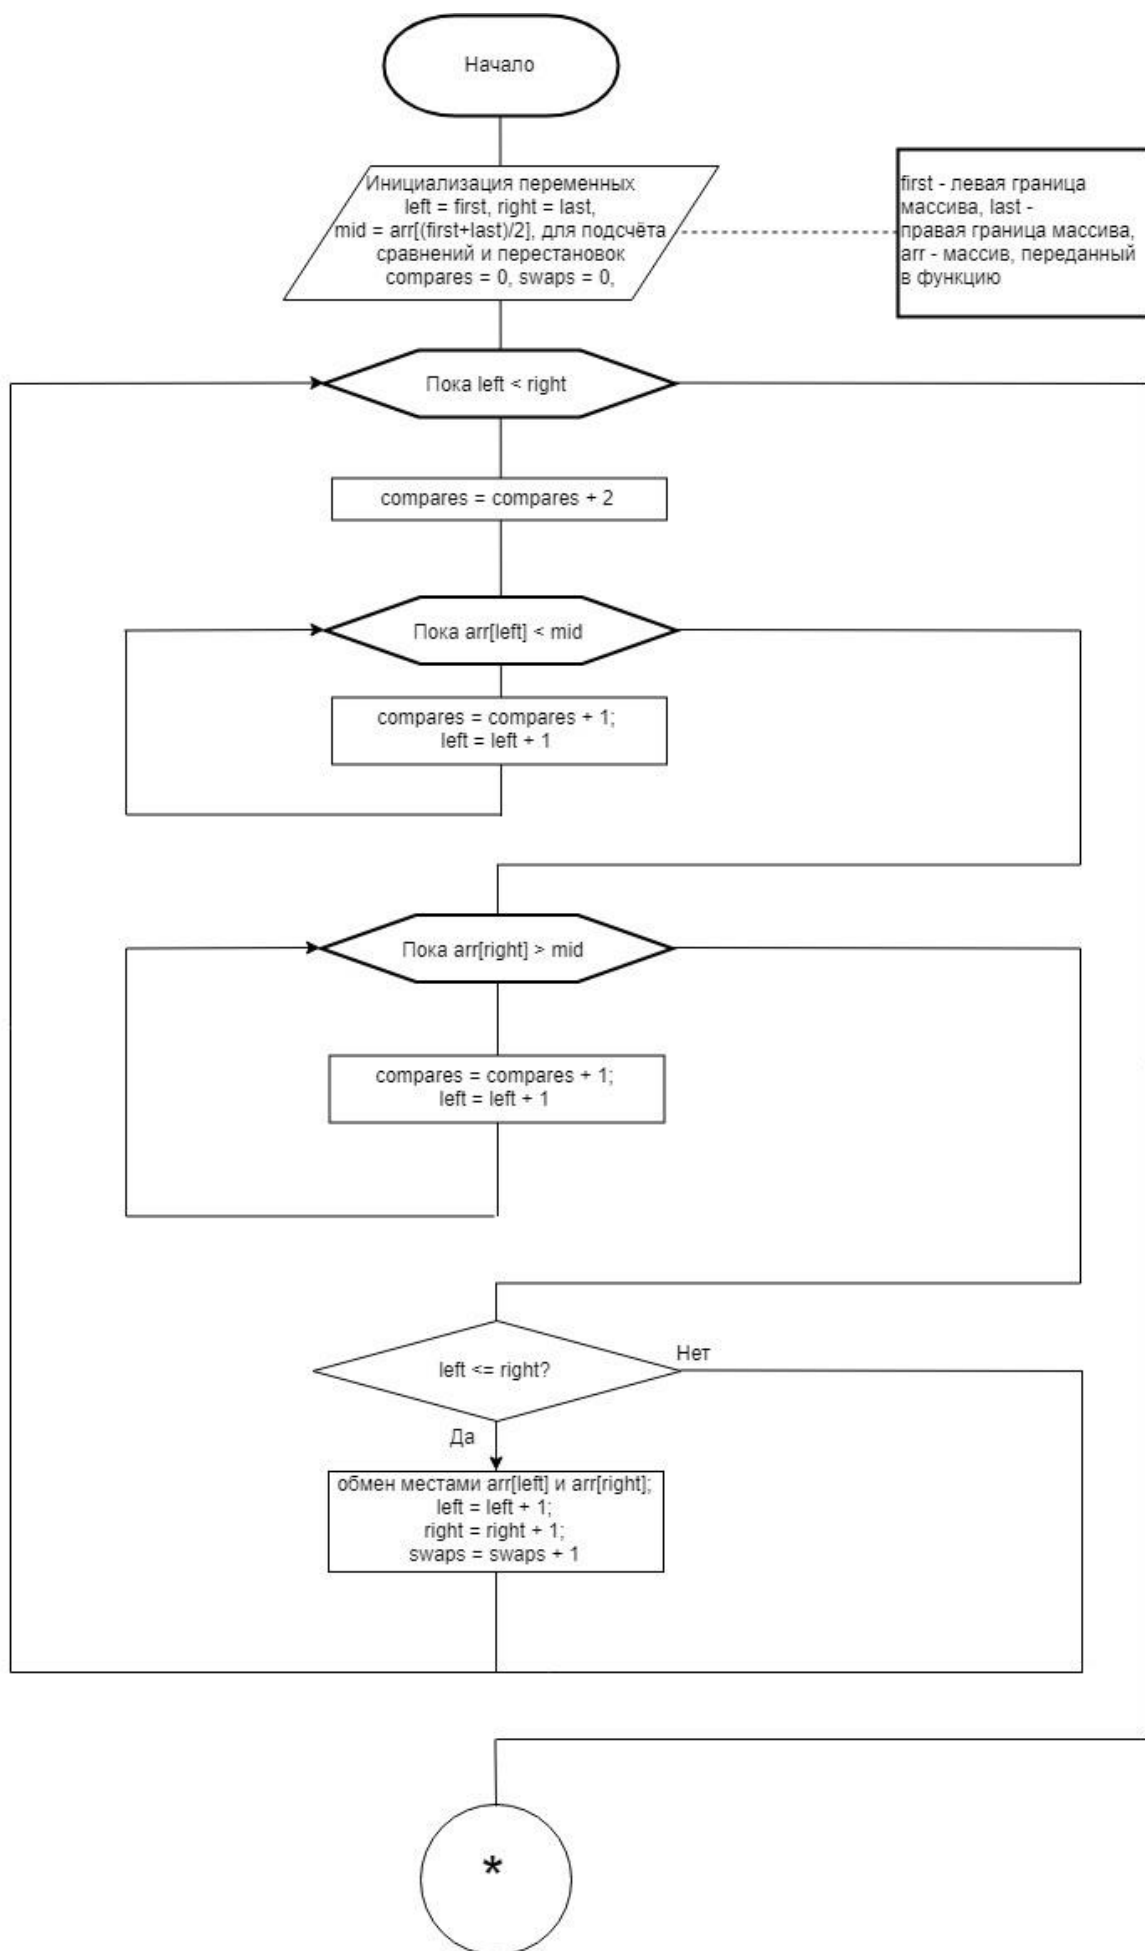 Начало
Инициализация переменных
left = first, right = last,
mid = arr[(first+last)/2], для подсчёта
сравнений и перестановок
compares = 0, swaps = 0,
first - левая граница
массива, last -
правая граница массива,
arr - массив, переданный
в функцию
Пока left < right
compares = compares + 2
Пока arr[left] < mid
compares = compares + 1;
left = left + 1
Пока arr[right] > mid
compares = compares + 1;
left = left + 1
left <= right?
Нет
Да
обмен местами arr[left] и arr[right];
left = left + 1;
right = right + 1;
swaps = swaps + 1
*